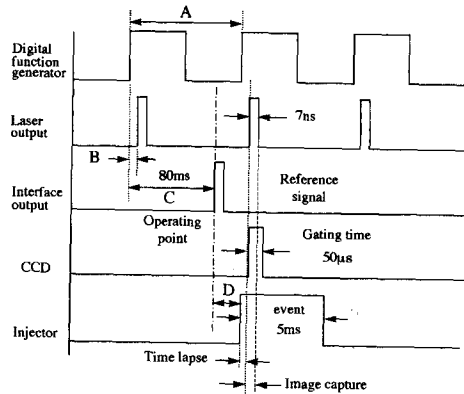 A
Digital
function
generator
Laser
output
7ns
B
80ms
C
Interface
output
Reference
signal
Operating
point
Gating time
CCD
50µs
D
event
5ms
Injector
Time lapse
Image capture